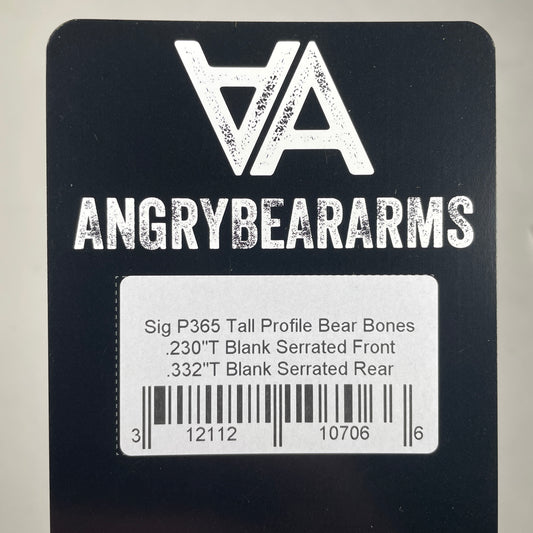 ANGRYBEARARMS
Sig P365 Tall Profile Bear Bones
.230"T Blank Serrated Front
.332"T Blank Serrated Rear
3 12112 10706 6